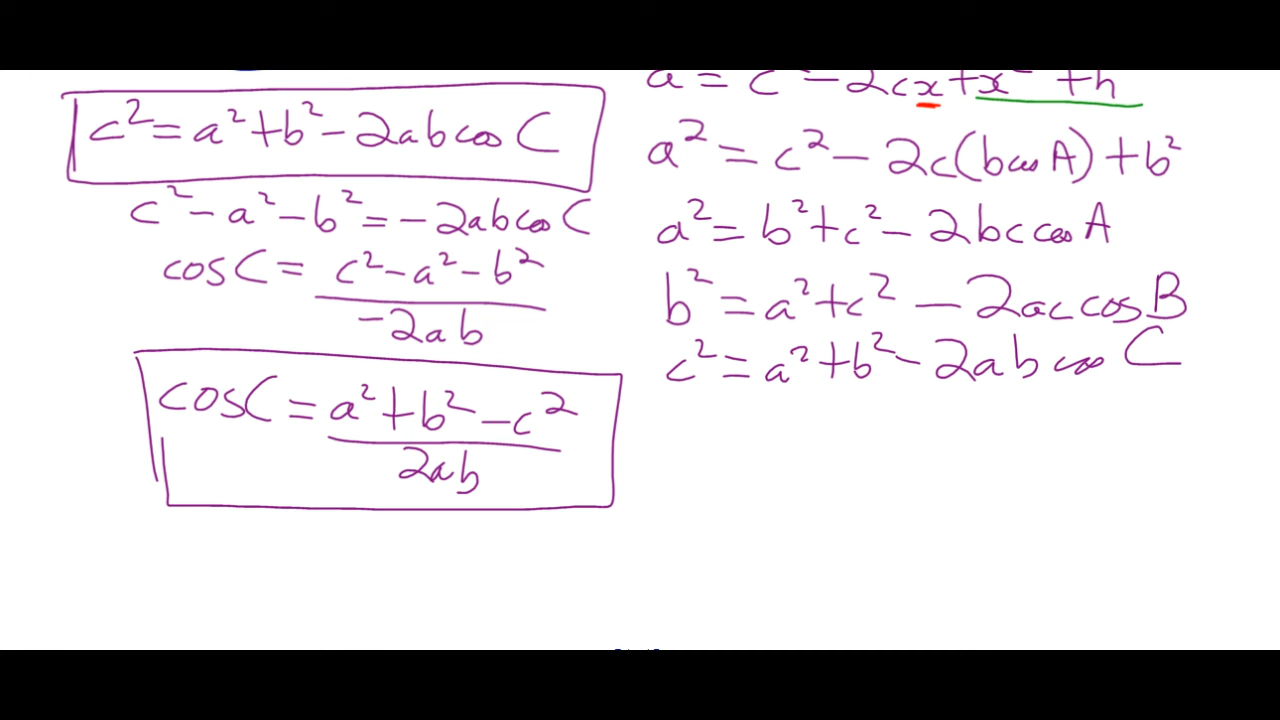 c² = a² + b² - 2ab cos C
c² - a² - b² = -2ab cos C
cos C = c² - a² - b²
-2ab
cos C = a² + b² - c²
2ab
a² = c² - 2c(b cos A) + b²
a² = b² + c² - 2bc cos A
b² = a² + c² - 2ac cos B
c² = a² + b² - 2ab cos C